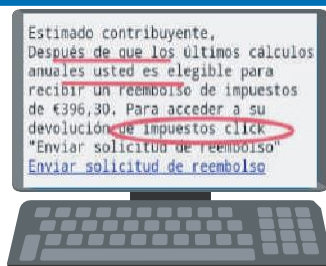 Estimado contribuyente,
Después de que los últimos cálculos
anuales usted es elegible para
recibir un reembolso de impuestos
de €396,30. Para acceder a su
devolución de impuestos click
"Enviar solicitud de reembolso"
Enviar solicitud de reembolso